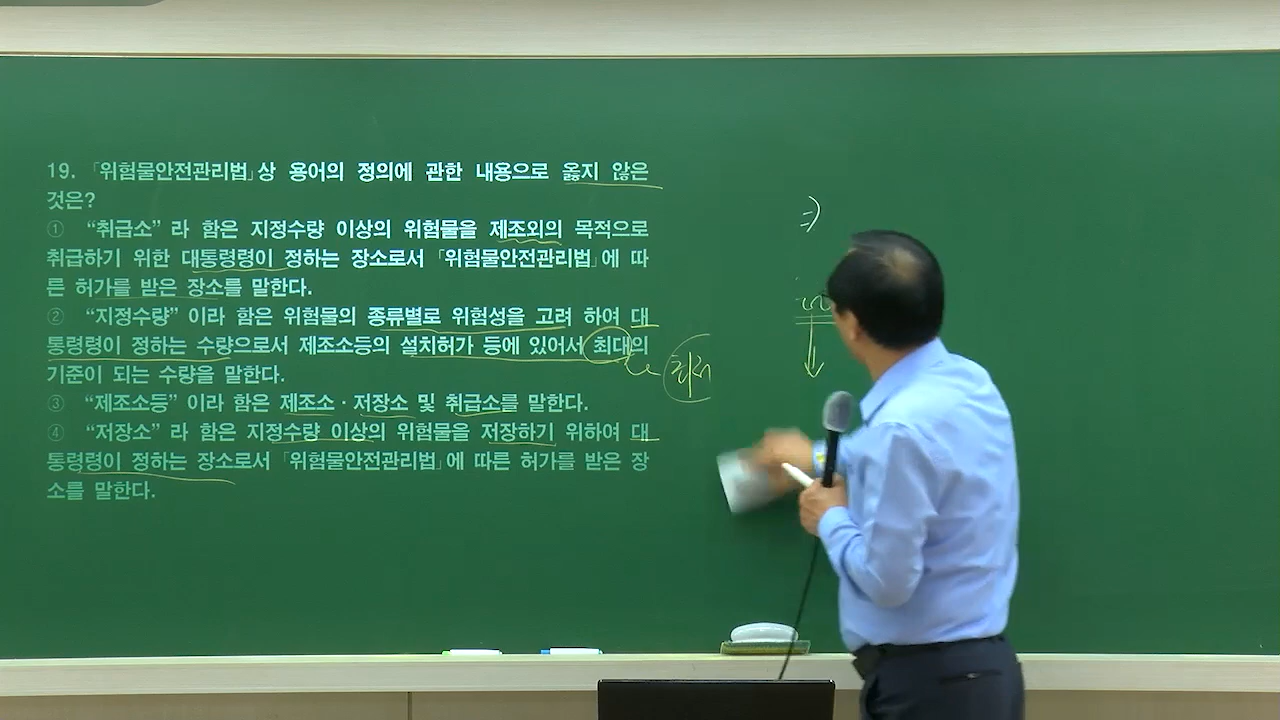 19. 「위험물안전관리법」상 용어의 정의에 관한 내용으로 옳지 않은
것은?
① “취급소” 라 함은 지정수량 이상의 위험물을 제조외의 목적으로
취급하기 위한 대통령령이 정하는 장소로서 「위험물안전관리법」에 따
른 허가를 받은 장소를 말한다.
② “지정수량” 이라 함은 위험물의 종류별로 위험성을 고려 하여 대
통령령이 정하는 수량으로서 제조소등의 설치허가 등에 있어서 최대의
기준이 되는 수량을 말한다.
③ “제조소등” 이라 함은 제조소 · 저장소 및 취급소를 말한다.
④ “저장소” 라 함은 지정수량 이상의 위험물을 저장하기 위하여 대
통령령이 정하는 장소로서 「위험물안전관리법」에 따른 허가를 받은 장
소를 말한다.